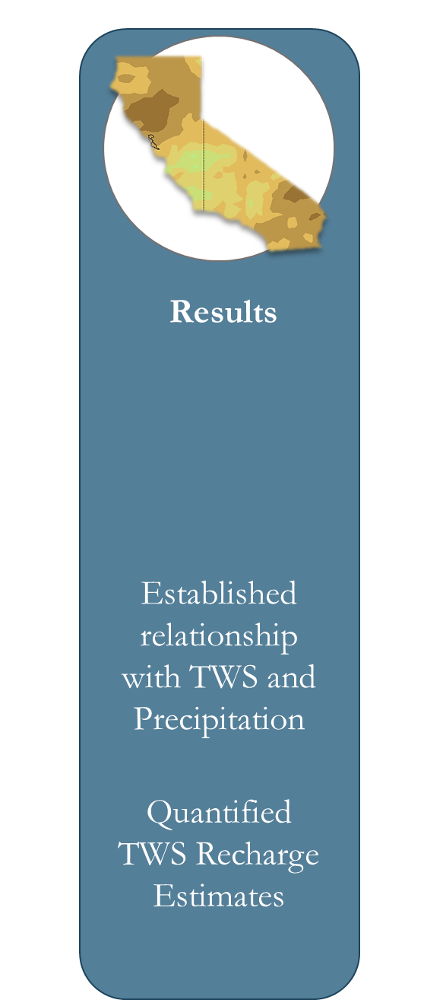 Results
Established
relationship
with TWS and
Precipitation
Quantified
TWS Recharge
Estimates